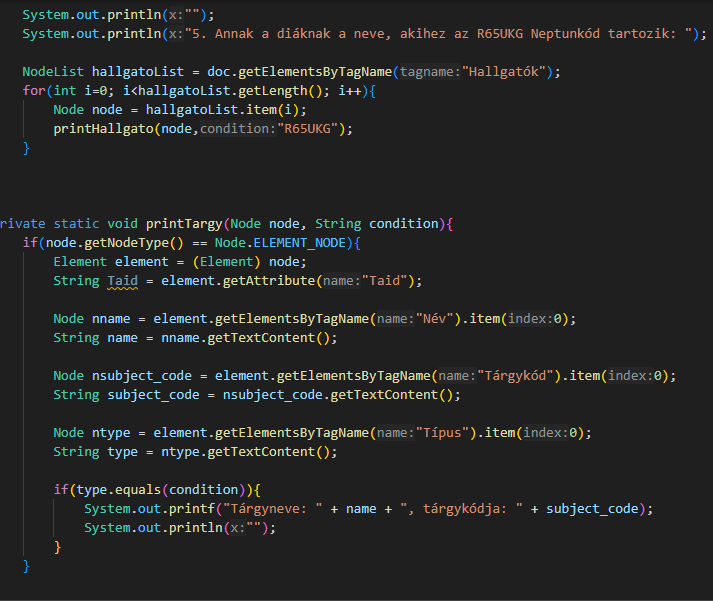 System.out.println(x:"");
System.out.println(x:"5. Annak a diáknak a neve, akihez az R65UKG Neptunkód tartozik: ");
NodeList hallgatoList = doc.getElementsByTagName(tagname:"Hallgatók");
for(int i=0; i<hallgatoList.getLength(); i++){
Node node = hallgatoList.item(i);
printHallgato(node,condition:"R65UKG");
}
rivate static void printTargy(Node node, String condition){
if(node.getNodeType() == Node.ELEMENT_NODE){
Element element = (Element) node;
String Taid = element.getAttribute(name:"Taid");
Node nname = element.getElementsByTagName(name:"Név").item(index:0);
String name = nname.getTextContent();
Node nsubject_code = element.getElementsByTagName(name:"Tárgykód").item(index:0);
String subject_code = nsubject_code.getTextContent();
Node ntype = element.getElementsByTagName(name:"Típus").item(index:0);
String type = ntype.getTextContent();
if(type.equals(condition)){
System.out.printf("Tárgyneve: " + name + ", tárgykódja: " + subject_code);
System.out.println(x:"");
}
}